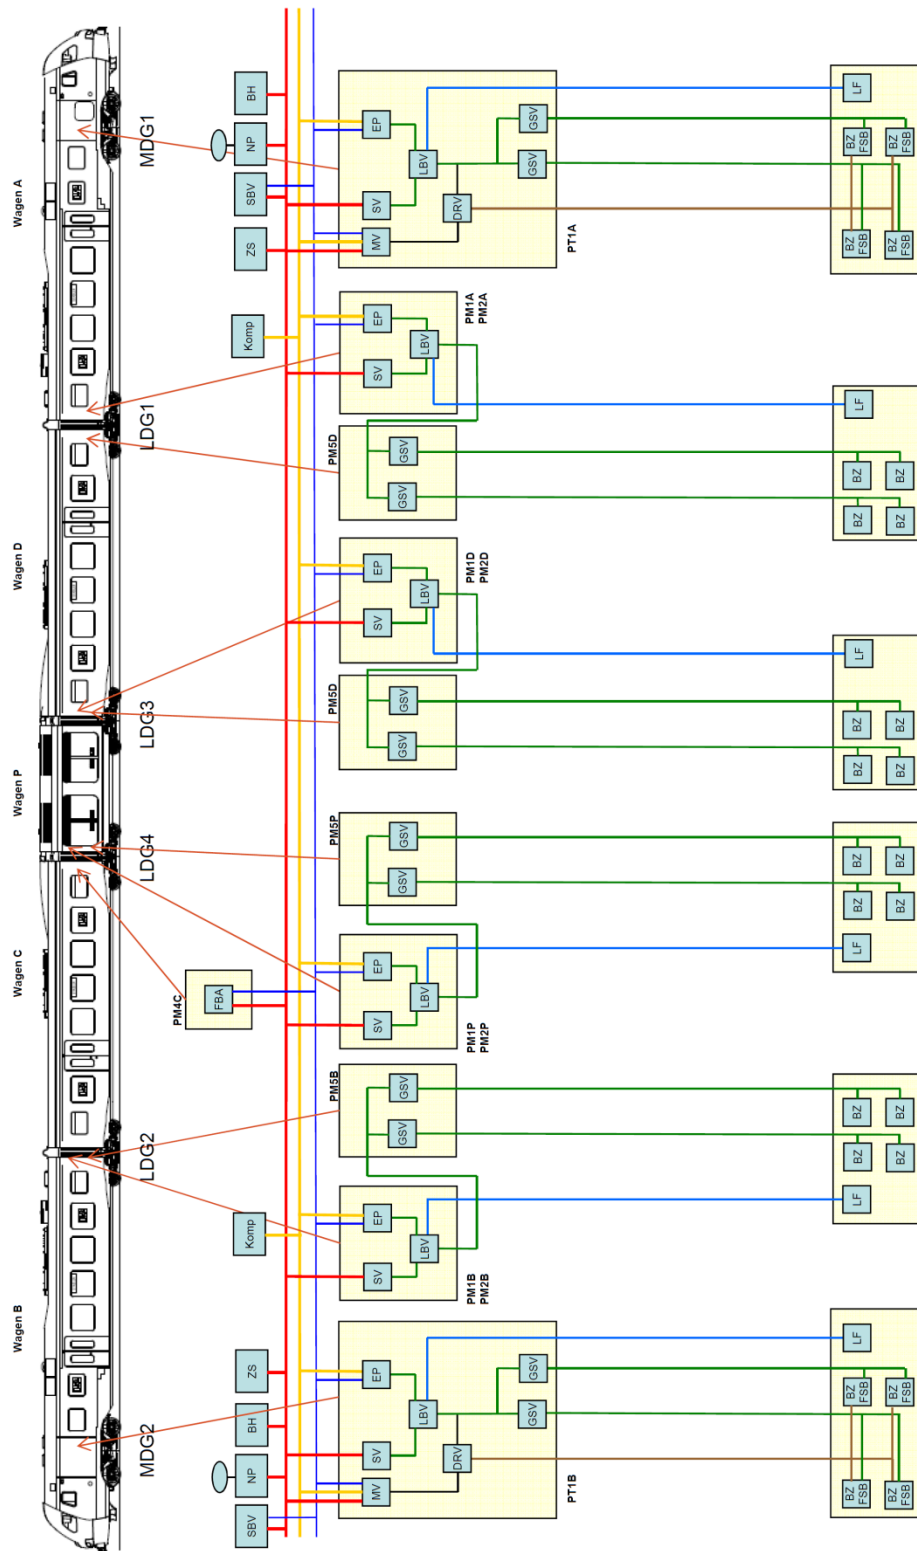 Wagen B
Wagen C
Wagen P
Wagen D
Wagen A
MDG2
LDG2
LDG4
LDG3
LDG1
MDG1
PM4C
FBA
SBV
NP
BH
ZS
Komp
Komp
ZS
SBV
NP
BH
MV
SV
EP
LBV
DRV
GSV
GSV
PT1B
SV
EP
LBV
PM1B
PM2B
PM5B
GSV
GSV
SV
EP
LBV
PM1P
PM2P
PM5P
GSV
GSV
PM5D
GSV
GSV
SV
EP
LBV
PM1D
PM2D
PM5D
GSV
GSV
SV
EP
LBV
PM1A
PM2A
MV
SV
EP
LBV
DRV
GSV
GSV
PT1A
LF
BZ
FSB
BZ
FSB
BZ
FSB
BZ
FSB
LF
BZ
BZ
BZ
BZ
LF
BZ
BZ
BZ
BZ
LF
BZ
BZ
BZ
BZ
LF
BZ
BZ
BZ
BZ
LF
BZ
FSB
BZ
FSB
BZ
FSB
BZ
FSB